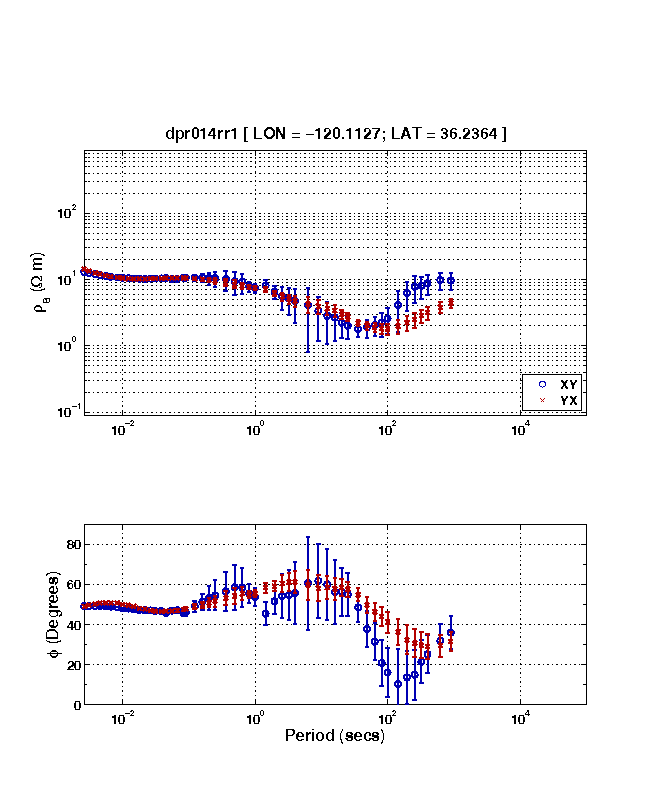 dpr014rr1 [ LON = −120.1127; LAT = 36.2364 ]
ρa (Ω m)
10²
10¹
10⁰
10⁻¹
XY
YX
10⁻² 10⁰ 10² 10⁴
ϕ (Degrees)
80
60
40
20
0
10⁻² 10⁰ 10² 10⁴
Period (secs)